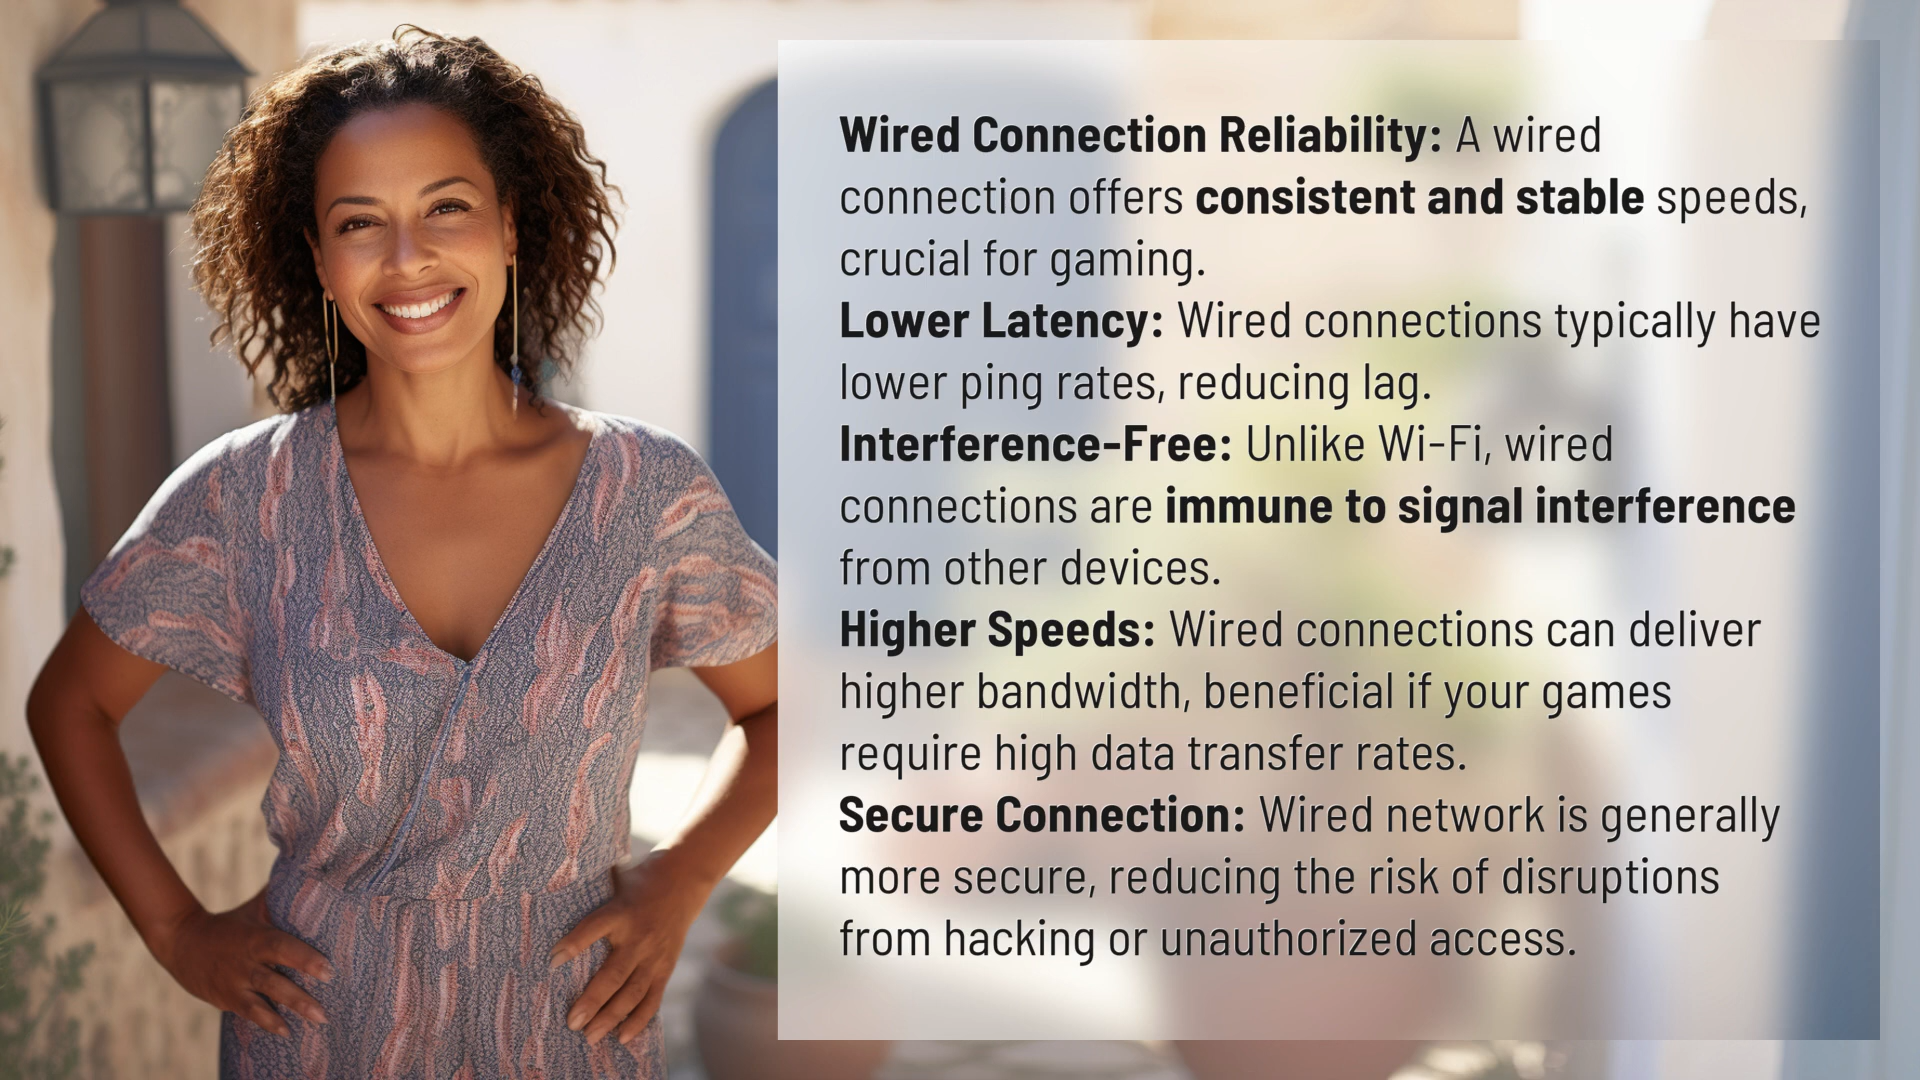 Wired Connection Reliability: A wired
connection offers consistent and stable speeds,
crucial for gaming.
Lower Latency: Wired connections typically have
lower ping rates, reducing lag.
Interference-Free: Unlike Wi-Fi, wired
connections are immune to signal interference
from other devices.
Higher Speeds: Wired connections can deliver
higher bandwidth, beneficial if your games
require high data transfer rates.
Secure Connection: Wired network is generally
more secure, reducing the risk of disruptions
from hacking or unauthorized access.